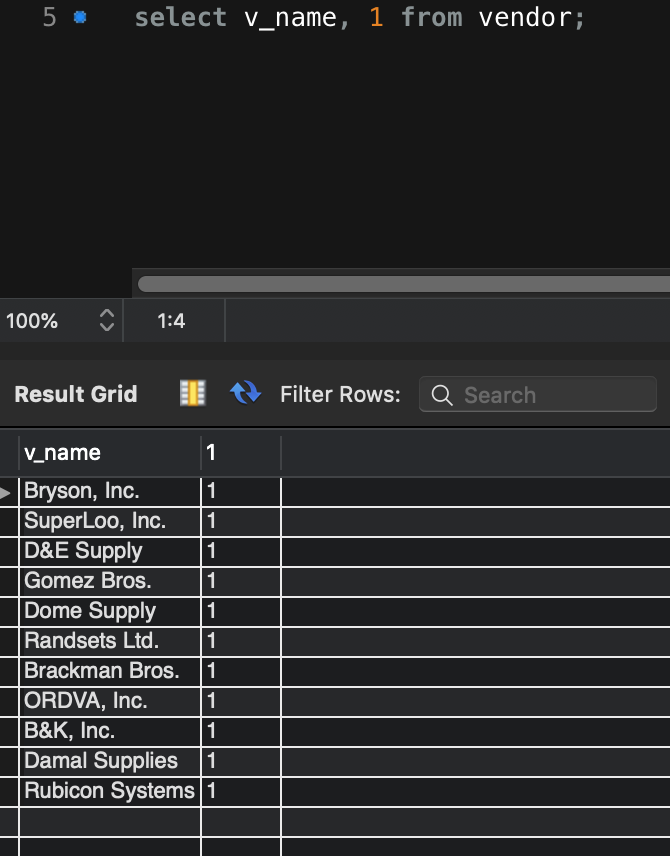 5 select v_name, 1 from vendor;
100% 1:4
Result Grid Filter Rows: Search
v_name 1
Bryson, Inc. 1
SuperLoo, Inc. 1
D&E Supply 1
Gomez Bros. 1
Dome Supply 1
Randsets Ltd. 1
Brackman Bros. 1
ORDVA, Inc. 1
B&K, Inc. 1
Damal Supplies 1
Rubicon Systems 1